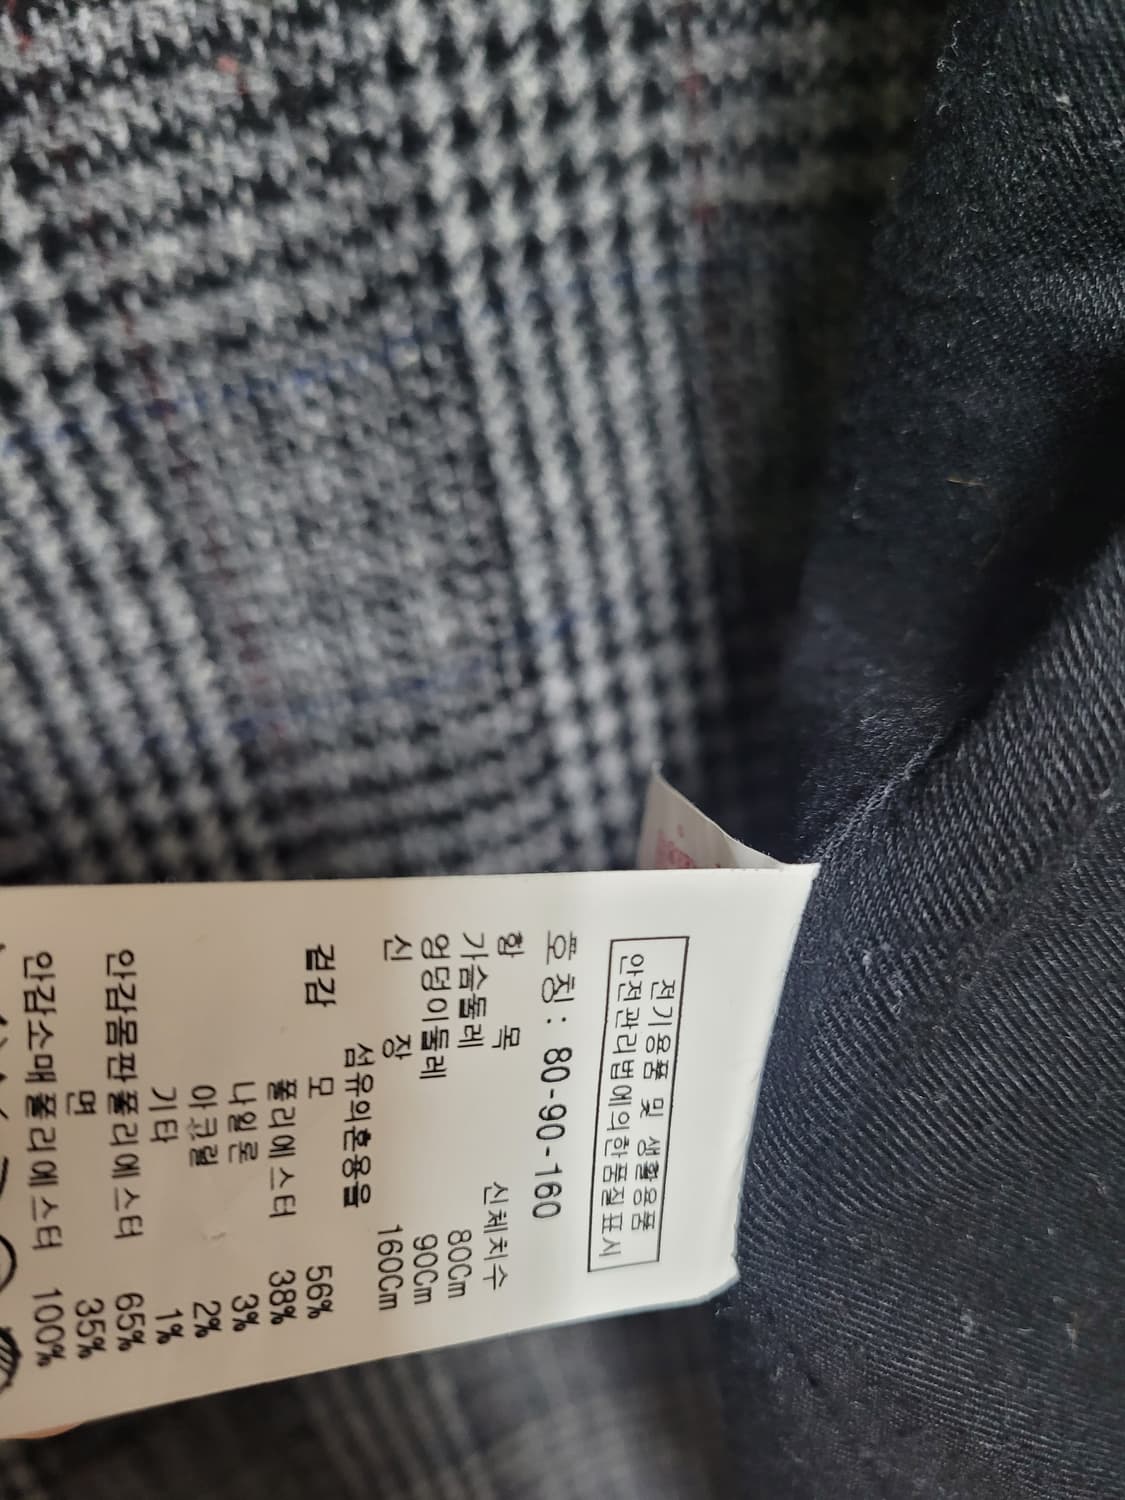 전기용품 및 생활용품
안전관리법에의한품질표시
호칭: 80-90-160
항 목 신체치수
가슴둘레 80Cm
엉덩이둘레 90Cm
신 장 160Cm
섬유의혼용율
겉감 모 56%
폴리에스터 38%
나일론 3%
아크릴 2%
기타 1%
안감몸판 폴리에스터 65%
면 35%
안감소매 폴리에스터 100%